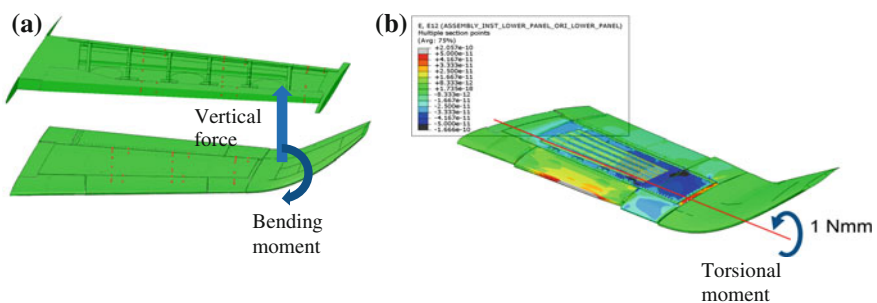 (a)
Vertical
force
Bending
moment
(b)
E, E12 (ASSEMBLY_INST_LOWER_PANEL_ORI_LOWER_PANEL)
Multiple section points
(Avg: 75%)
+2.057e-10
+5.000e-11
+4.167e-11
+3.333e-11
+2.500e-11
+1.667e-11
+8.333e-12
+1.735e-18
-8.333e-12
-1.667e-11
-2.500e-11
-3.333e-11
-4.167e-11
-5.000e-11
-1.666e-10
1 Nmm
Torsional
moment